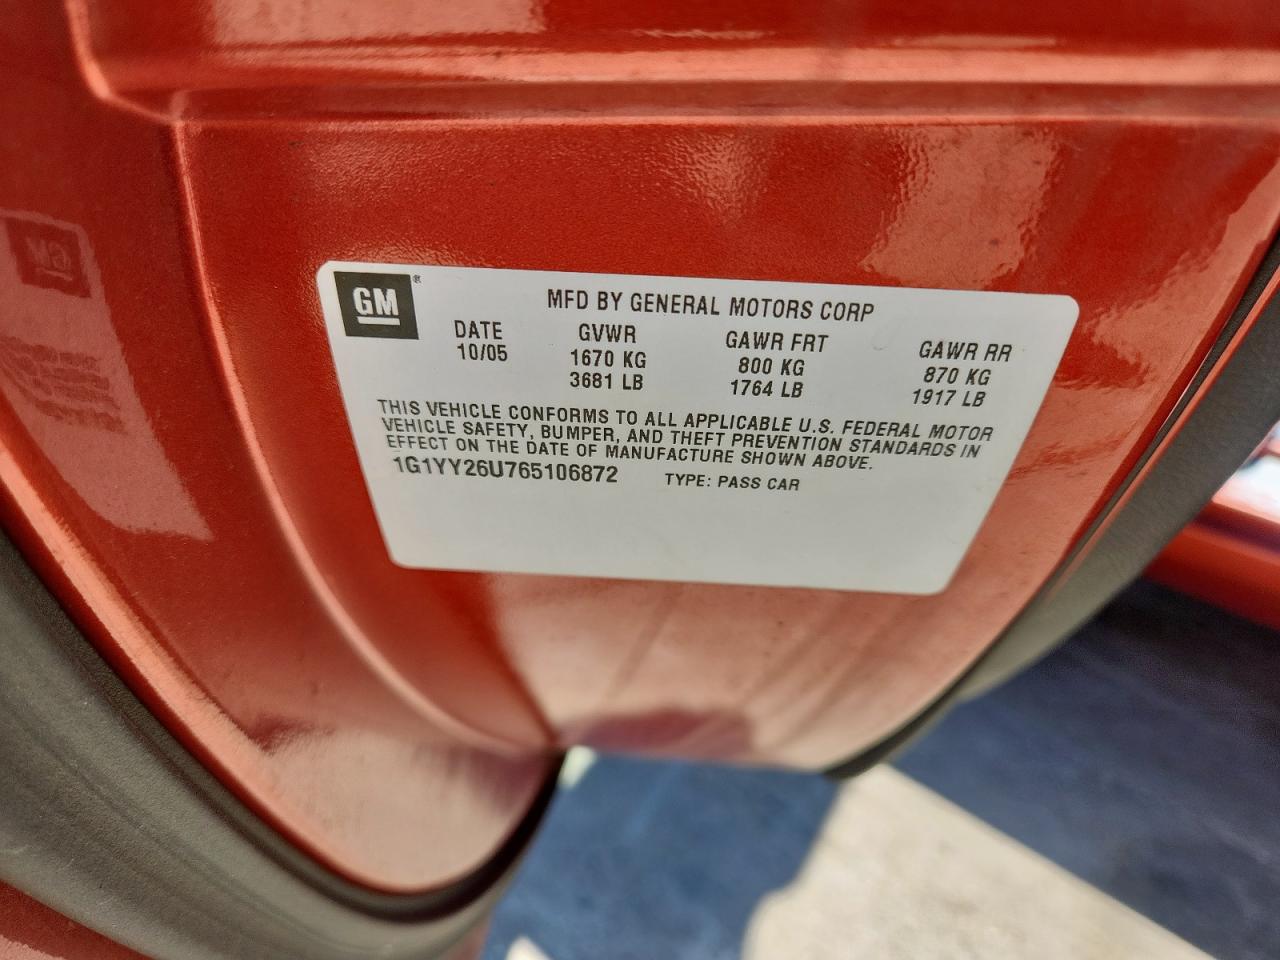 GM
MFD BY GENERAL MOTORS CORP
DATE GVWR GAWR FRT GAWR RR
10/05 1670 KG 800 KG 870 KG
3681 LB 1764 LB 1917 LB
THIS VEHICLE CONFORMS TO ALL APPLICABLE U.S. FEDERAL MOTOR
VEHICLE SAFETY, BUMPER, AND THEFT PREVENTION STANDARDS IN
EFFECT ON THE DATE OF MANUFACTURE SHOWN ABOVE.
1G1YY26U765106872 TYPE: PASS CAR